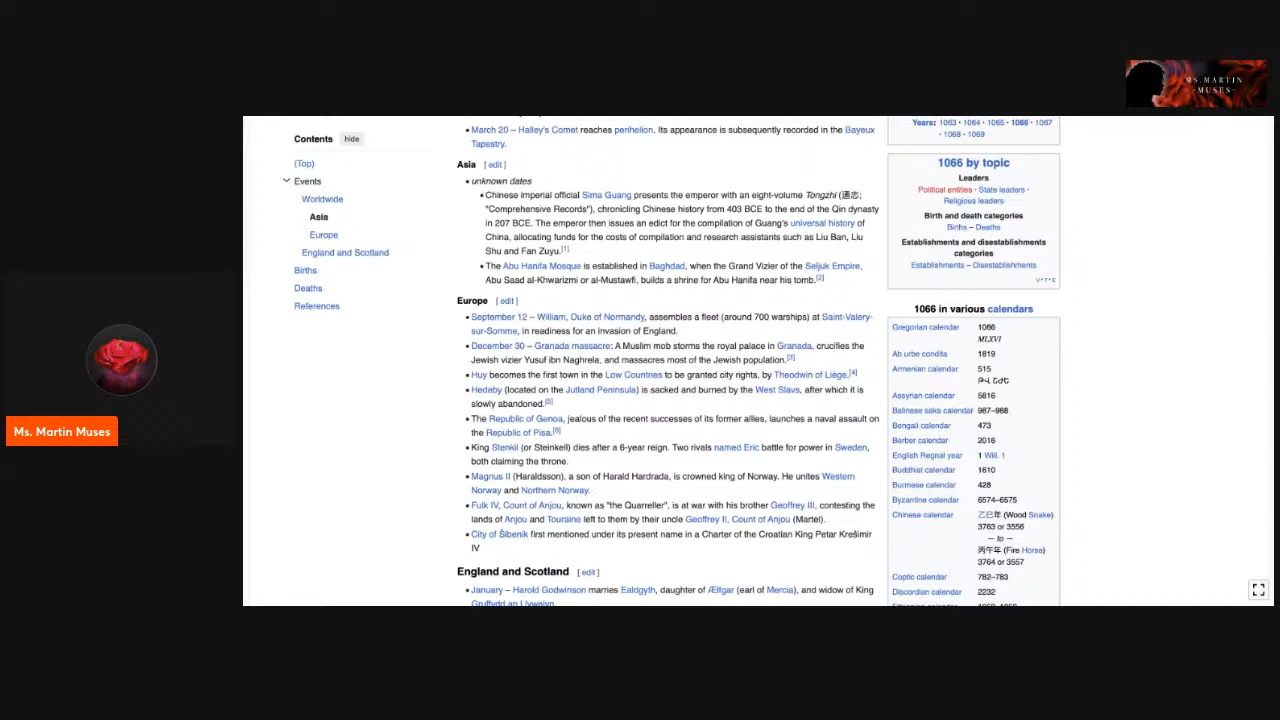 MS. MARTIN
-MUSES-
Ms. Martin Muses
Contents hide
(Top)
Events
Worldwide
Asia
Europe
England and Scotland
Births
Deaths
References
March 20 – Halley's Comet reaches perihelion. Its appearance is subsequently recorded in the Bayeux
Tapestry.
Asia [ edit ]
unknown dates
Chinese imperial official Sima Guang presents the emperor with an eight-volume Tongzhi (通志;
"Comprehensive Records"), chronicling Chinese history from 403 BCE to the end of the Qin dynasty
in 207 BCE. The emperor then issues an edict for the compilation of Guang's universal history of
China, allocating funds for the costs of compilation and research assistants such as Liu Ban, Liu
Shu and Fan Zuyu.[1]
The Abu Hanifa Mosque is established in Baghdad, when the Grand Vizier of the Seljuk Empire,
Abu Saad al-Khwarizmi or al-Mustawfi, builds a shrine for Abu Hanifa near his tomb.[2]
Europe [ edit ]
September 12 – William, Duke of Normandy, assembles a fleet (around 700 warships) at Saint-Valery-
sur-Somme, in readiness for an invasion of England.
December 30 – Granada massacre: A Muslim mob storms the royal palace in Granada, crucifies the
Jewish vizier Yusuf ibn Naghrela, and massacres most of the Jewish population.[3]
Huy becomes the first town in the Low Countries to be granted city rights, by Theodwin of Liège.[4]
Hedeby (located on the Jutland Peninsula) is sacked and burned by the West Slavs, after which it is
slowly abandoned.[5]
The Republic of Genoa, jealous of the recent successes of its former allies, launches a naval assault on
the Republic of Pisa.[6]
King Stenkil (or Steinkell) dies after a 6-year reign. Two rivals named Eric battle for power in Sweden,
both claiming the throne.
Magnus II (Haraldsson), a son of Harald Hardrada, is crowned king of Norway. He unites Western
Norway and Northern Norway.
Fulk IV, Count of Anjou, known as "the Quarreller", is at war with his brother Geoffrey III, contesting the
lands of Anjou and Touraine left to them by their uncle Geoffrey II, Count of Anjou (Martel).
City of Šibenik first mentioned under its present name in a Charter of the Croatian King Petar Krešimir
IV
England and Scotland [ edit ]
January – Harold Godwinson marries Ealdgyth, daughter of Ælfgar (earl of Mercia), and widow of King
Gruffydd ap Llywelyn.
Years: 1063 · 1064 · 1065 · 1066 · 1067
· 1068 · 1069
1066 by topic
Leaders
Political entities · State leaders ·
Religious leaders
Birth and death categories
Births – Deaths
Establishments and disestablishments
categories
Establishments – Disestablishments
V · T · E
1066 in various calendars
Gregorian calendar 1066
MLXVI
Ab urbe condita 1819
Armenian calendar 515
ԹՎ ՇԺԵ
Assyrian calendar 5816
Balinese saka calendar 987–988
Bengali calendar 473
Berber calendar 2016
English Regnal year 1 Will. 1
Buddhist calendar 1610
Burmese calendar 428
Byzantine calendar 6574–6575
Chinese calendar 乙巳年 (Wood Snake)
3763 or 3556
— to —
丙午年 (Fire Horse)
3764 or 3557
Coptic calendar 782–783
Discordian calendar 2232